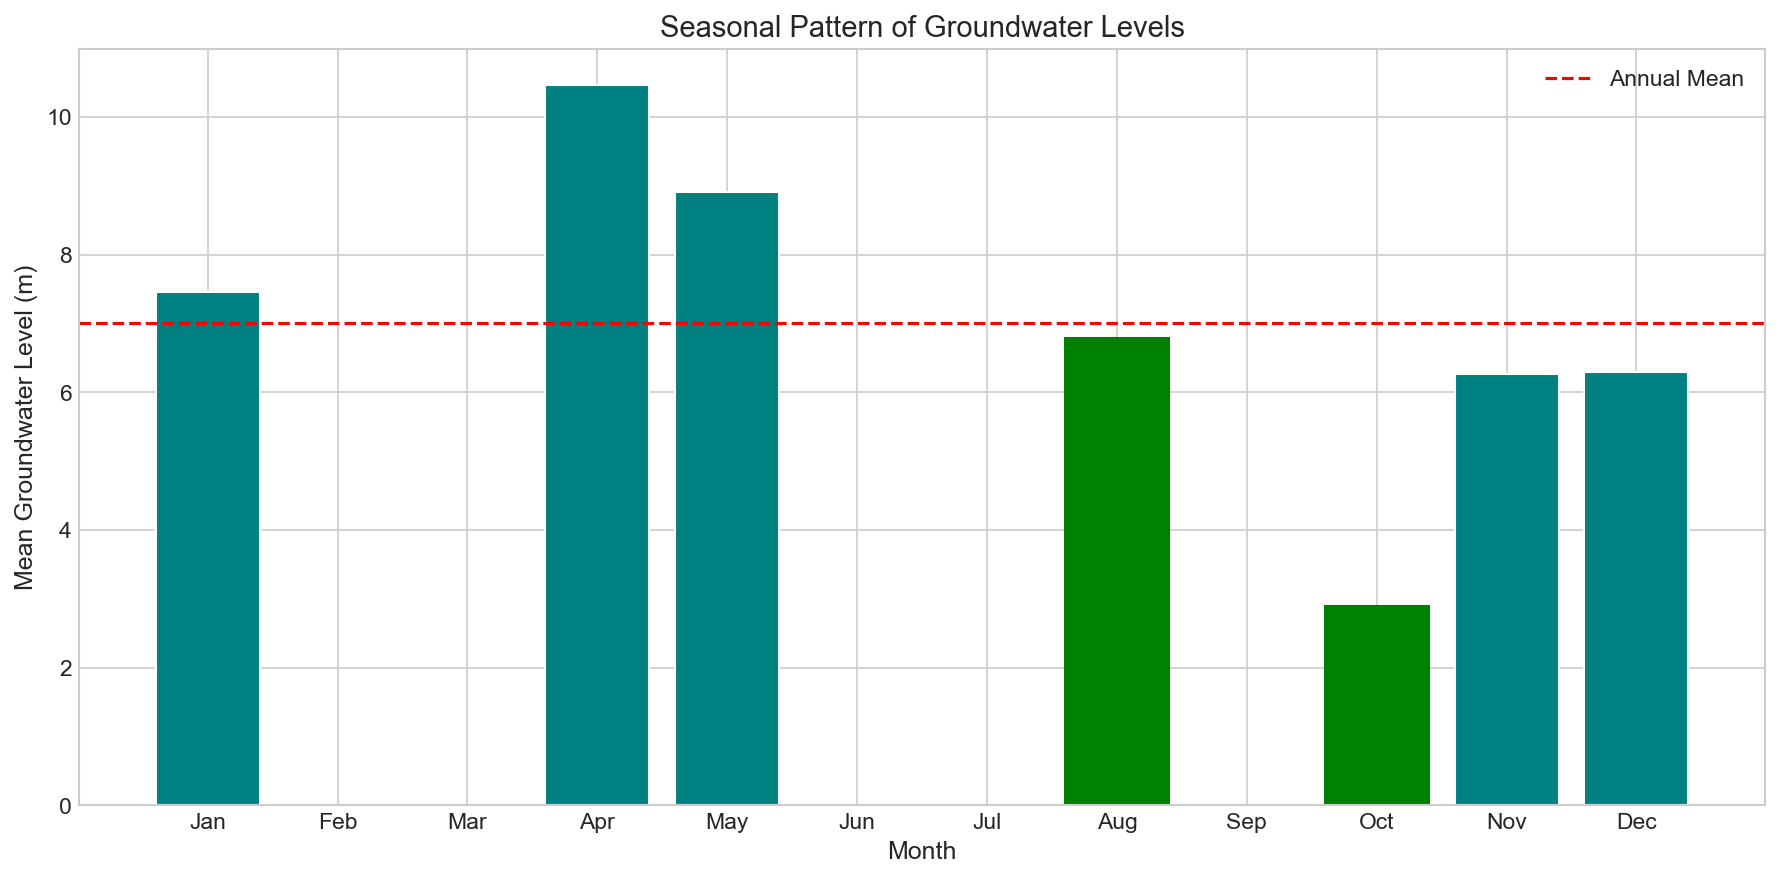 Seasonal Pattern of Groundwater Levels
Annual Mean
Mean Groundwater Level (m)
10
8
6
4
2
0
Jan Feb Mar Apr May Jun Jul Aug Sep Oct Nov Dec
Month